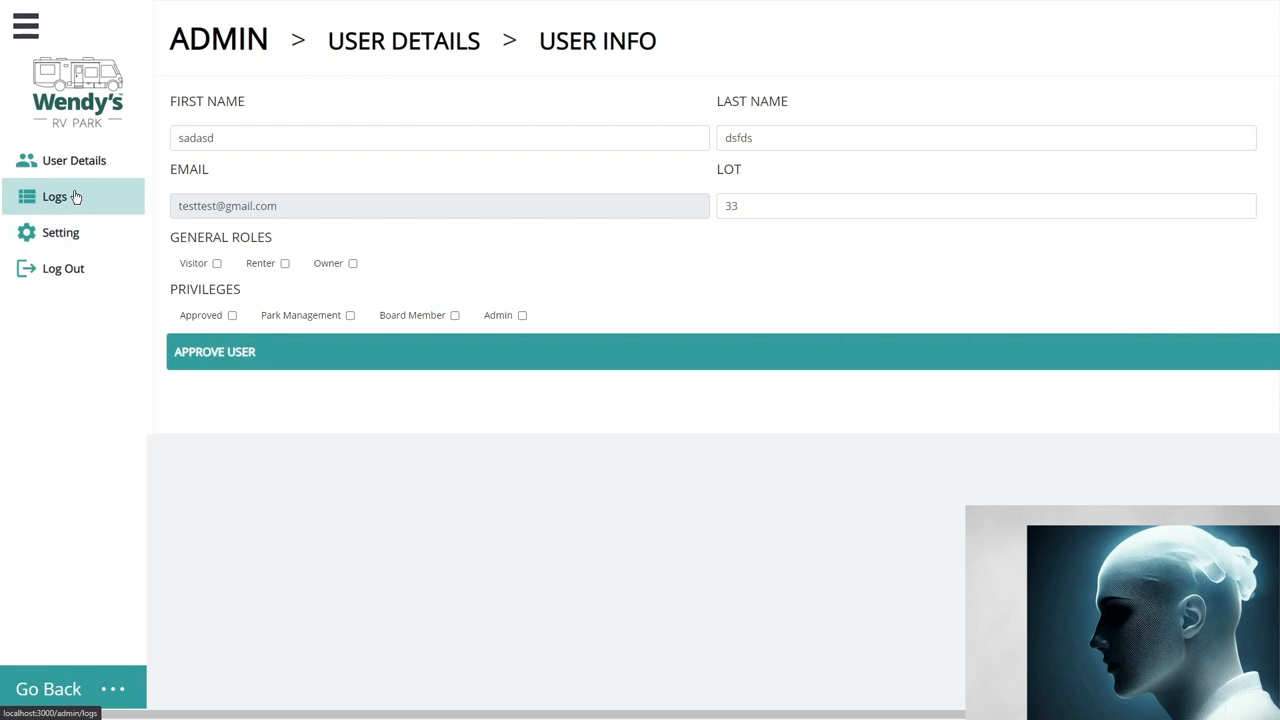 ADMIN > USER DETAILS > USER INFO
Wendy's
RV PARK
User Details
Logs
Setting
Log Out
FIRST NAME LAST NAME
sadasd dsfds
EMAIL LOT
testtest@gmail.com 33
GENERAL ROLES
Visitor Renter Owner
PRIVILEGES
Approved Park Management Board Member Admin
APPROVE USER
Go Back
localhost:3000/admin/logs